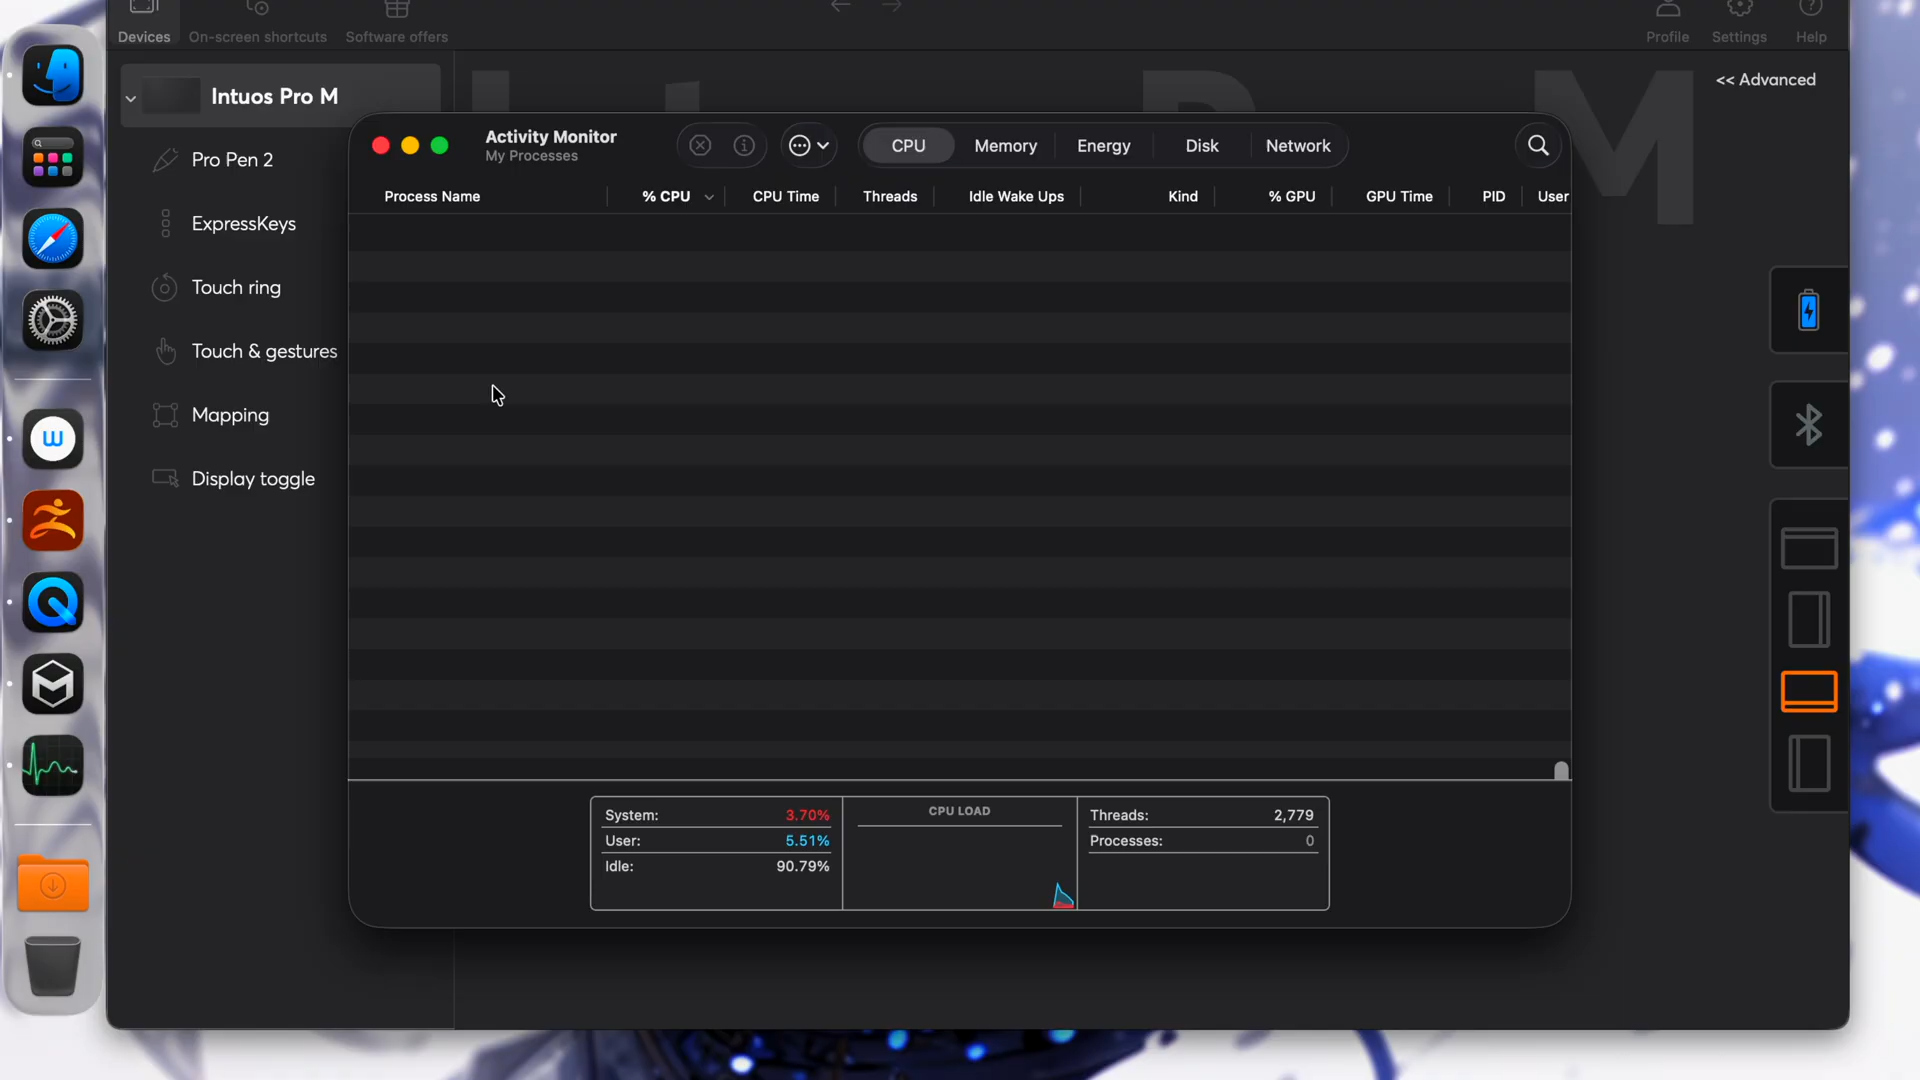 Devices
On-screen shortcuts
Software offers
Profile
Settings
Help
Intuos Pro M
<< Advanced
Pro Pen 2
ExpressKeys
Touch ring
Touch & gestures
Mapping
Display toggle
Activity Monitor
My Processes
CPU
Memory
Energy
Disk
Network
Process Name
% CPU
CPU Time
Threads
Idle Wake Ups
Kind
% GPU
GPU Time
PID
User
System: 3.70%
User: 5.51%
Idle: 90.79%
CPU LOAD
Threads: 2,779
Processes: 0